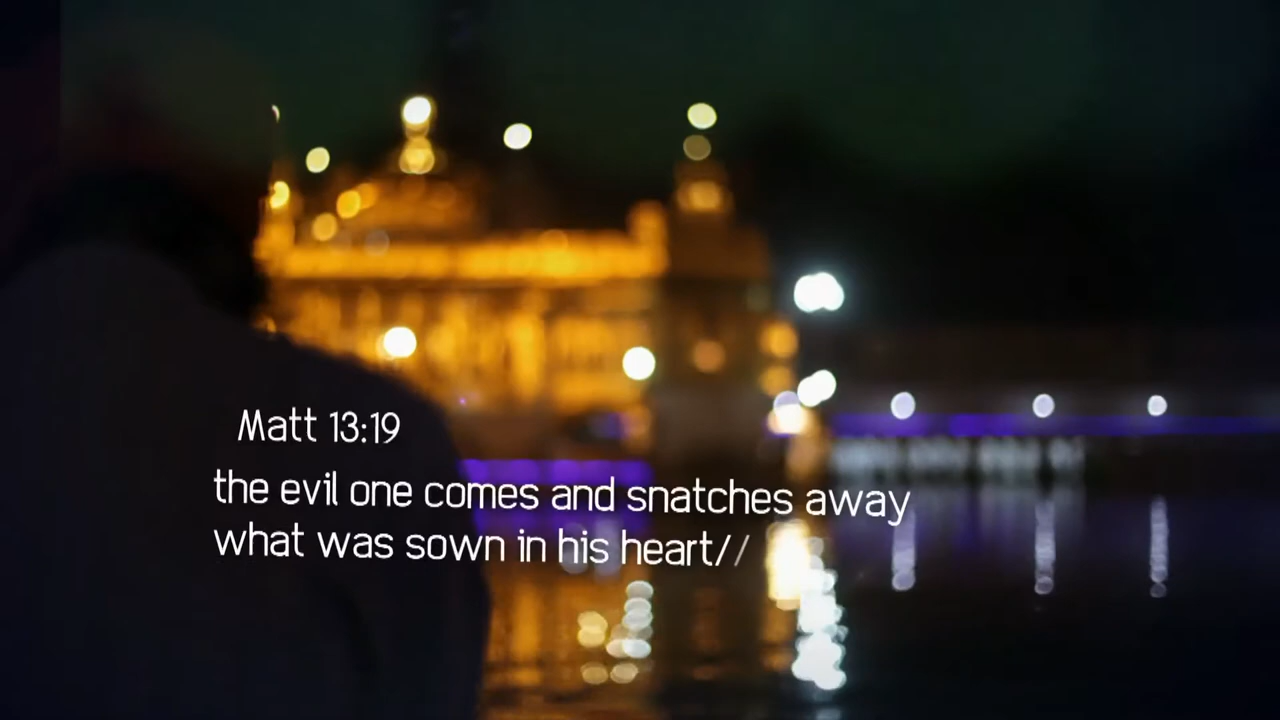 Matt 13:19
the evil one comes and snatches away
what was sown in his heart//